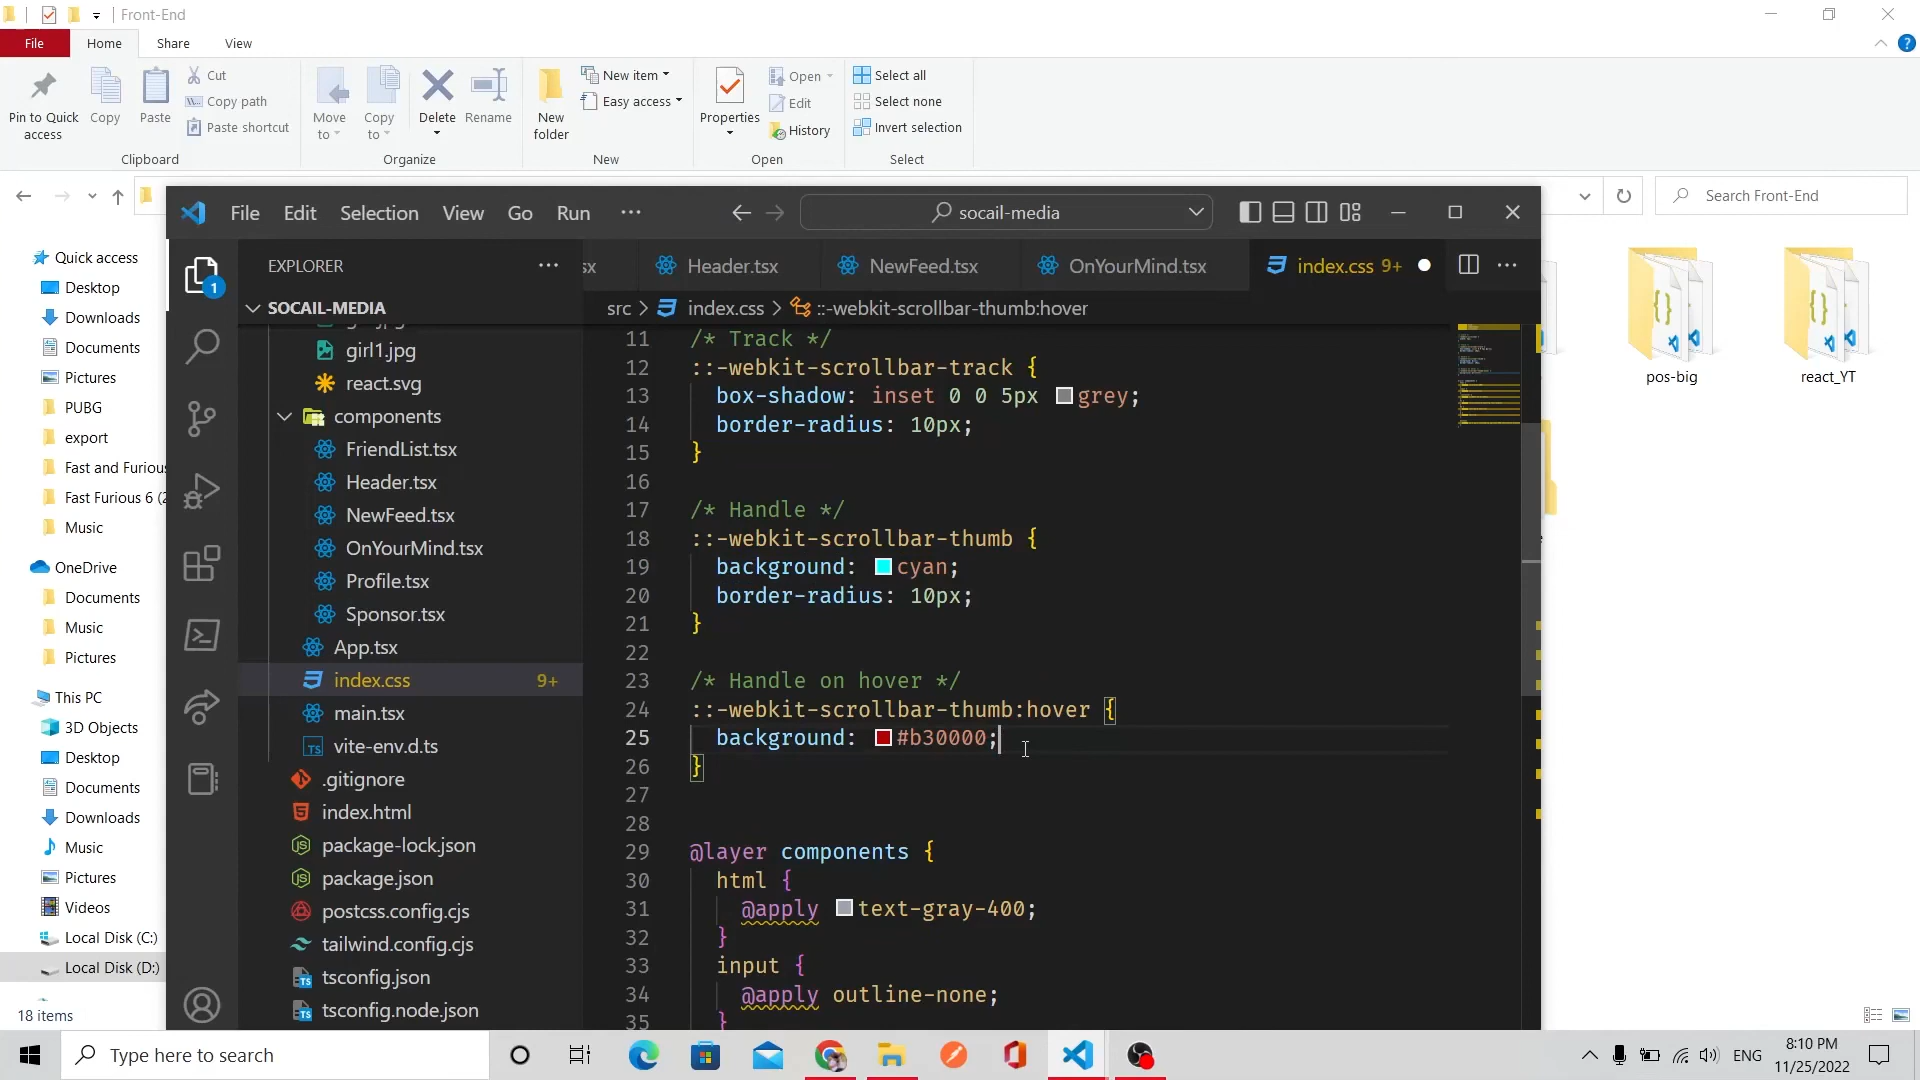 Front-End
File Home Share View
Pin to Quick access
Copy
Paste
Cut
Copy path
Paste shortcut
Clipboard
Move to
Copy to
Delete
Rename
Organize
New folder
New item
Easy access
New
Properties
Open
Edit
History
Open
Select all
Select none
Invert selection
Select
Search Front-End
Quick access
Desktop
Downloads
Documents
Pictures
PUBG
export
Fast and Furiou
Fast Furious 6 (2
Music
OneDrive
Documents
Music
Pictures
This PC
3D Objects
Desktop
Documents
Downloads
Music
Pictures
Videos
Local Disk (C:)
Local Disk (D:)
18 items
pos-big
react_YT
File Edit Selection View Go Run ···
socail-media
EXPLORER
1
SOCAIL-MEDIA
girl1.jpg
react.svg
components
FriendList.tsx
Header.tsx
NewFeed.tsx
OnYourMind.tsx
Profile.tsx
Sponsor.tsx
App.tsx
index.css 9+
main.tsx
vite-env.d.ts
.gitignore
index.html
package-lock.json
package.json
postcss.config.cjs
tailwind.config.cjs
tsconfig.json
tsconfig.node.json
sx Header.tsx NewFeed.tsx OnYourMind.tsx index.css 9+
src > index.css > ::-webkit-scrollbar-thumb:hover
11 /* Track */
12 ::-webkit-scrollbar-track {
13 box-shadow: inset 0 0 5px grey;
14 border-radius: 10px;
15 }
16
17 /* Handle */
18 ::-webkit-scrollbar-thumb {
19 background: cyan;
20 border-radius: 10px;
21 }
22
23 /* Handle on hover */
24 ::-webkit-scrollbar-thumb:hover {
25 background: #b30000;
26 }
27
28
29 @layer components {
30 html {
31 @apply text-gray-400;
32 }
33 input {
34 @apply outline-none;
35 }
Type here to search
ENG
8:10 PM
11/25/2022